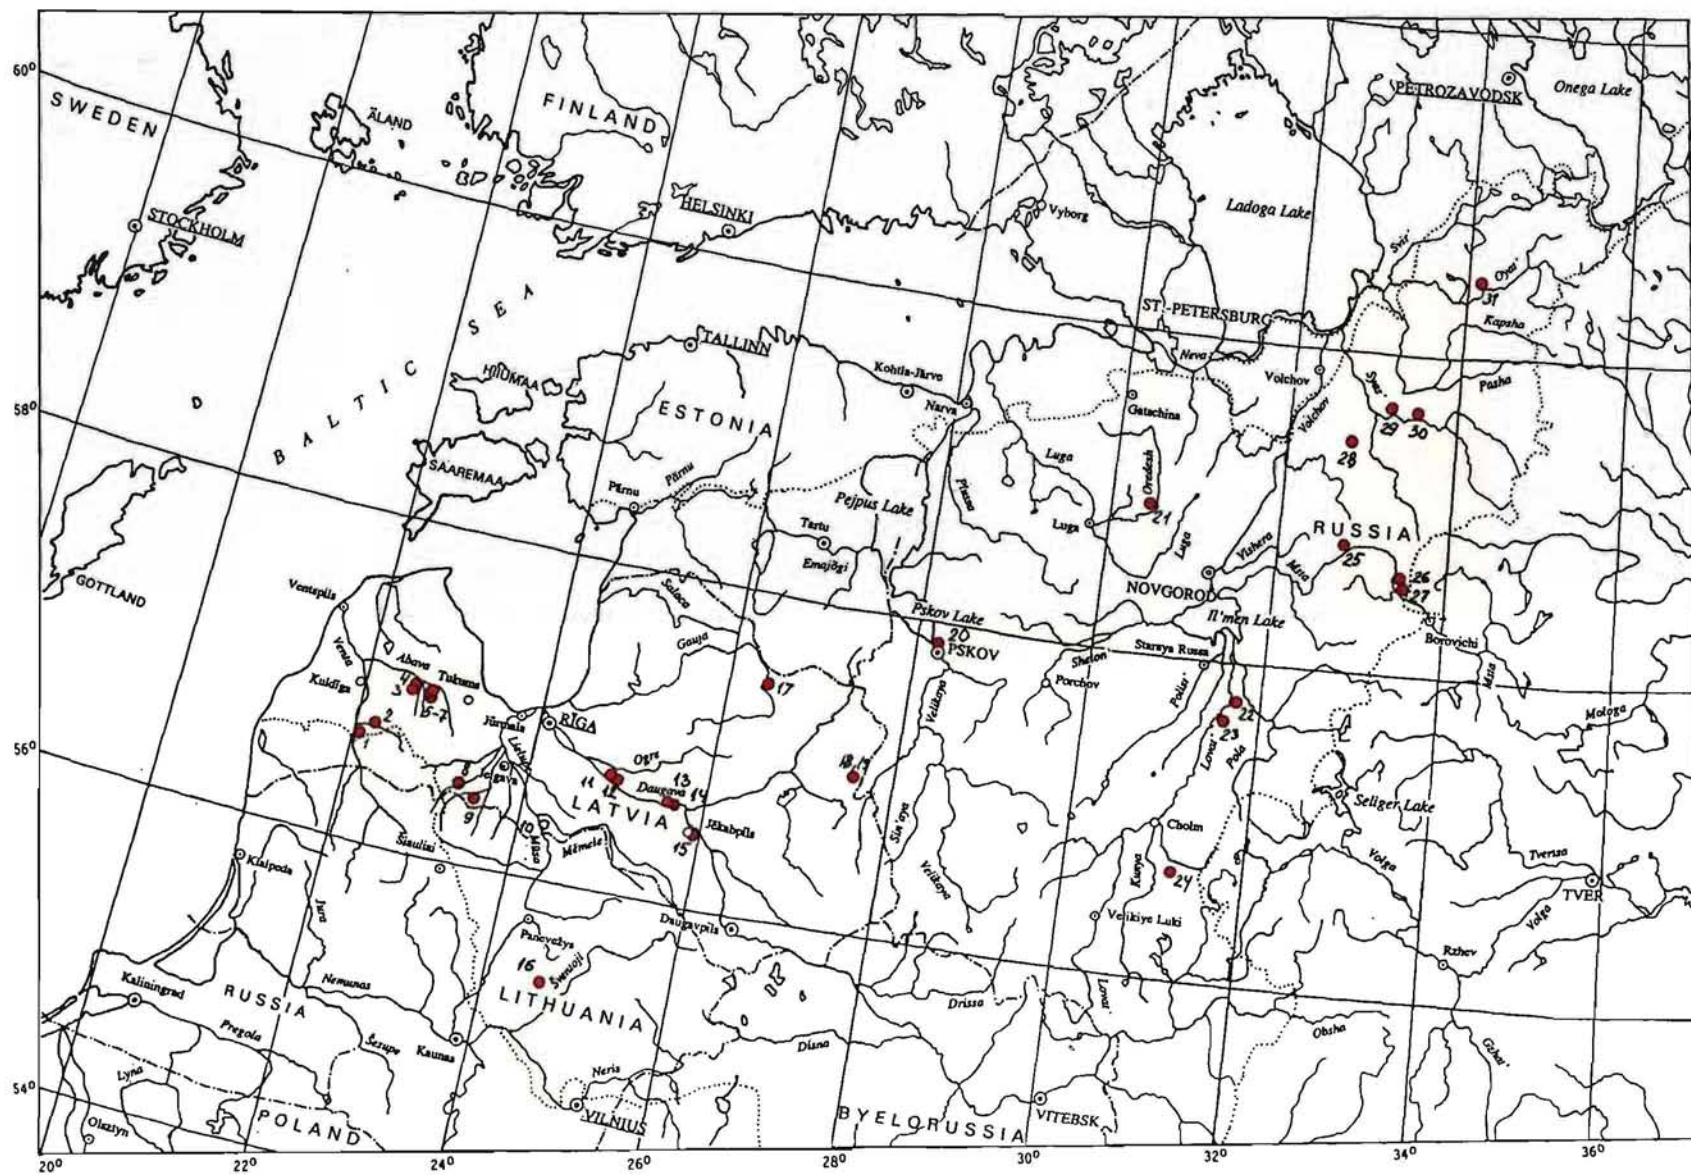 60°
58°
56°
54°
SWEDEN
STOCKHOLM
ÅLAND
FINLAND
HELSINKI
Vyborg
Ladoga Lake
PETROZAVODSK
Onega Lake
Svir'
Oyat'
31
Kapsha
Pasha
ST.-PETERSBURG
Neva
Volchov
Volchov
Syas'
29
30
28
Gatschina
BALTIC SEA
TALLINN
HIIUMAA
Kohtla-Järve
Narva
ESTONIA
SAAREMAA
Pärnu
Pärnu
Pejpus Lake
Tartu
Emajõgi
Plussa
Luga
Luga
Oredesh
21
Luga
RUSSIA
25
Vishera
Msta
26
27
NOVGOROD
Il'men Lake
Borovichi
Msta
Mologa
GOTTLAND
Ventspils
Venta
Abava
Tukums
Kuldīga
4
3
5-7
2
1
Jūrmala
RĪGA
Lielupe
Jelgava
8
9
10
Salaca
Gauja
17
Pskov Lake
20
PSKOV
Velikaya
Shelon
Porchov
Staraya Russa
Polist'
22
23
Lovat'
Pola
Seliger Lake
Ogre
11
12
Daugava
13
14
LATVIA
Jēkabpils
15
18,19
Sin'aya
Velikaya
Cholm
Kunya
24
Velikiye Luki
Volga
Tversa
TVER
Volga
Rzhev
Šiauliai
Mūsa
Mēmele
Klaipeda
Jura
Panevežys
16
Šventoji
LITHUANIA
Daugavpils
Drissa
Disna
Lovat'
Obsha
Gzhat'
Kaliningrad
RUSSIA
Nemunas
Pregola
Šešupe
Kaunas
Neris
VILNIUS
BYELORUSSIA
VITEBSK
Lyna
POLAND
Olsztyn
20° 22° 24° 26° 28° 30° 32° 34° 36°